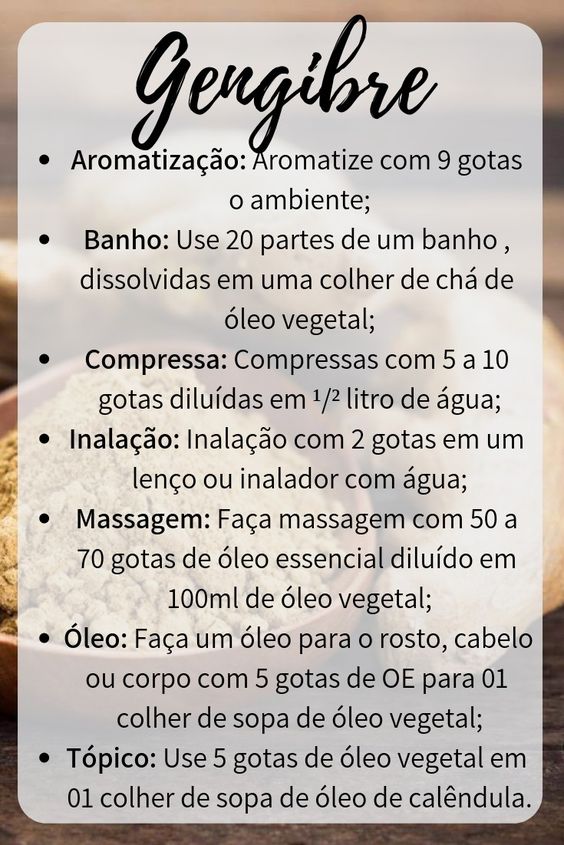 Gengibre
• Aromatização: Aromatize com 9 gotas
o ambiente;
• Banho: Use 20 partes de um banho ,
dissolvidas em uma colher de chá de
óleo vegetal;
• Compressa: Compressas com 5 a 10
gotas diluídas em ¹/² litro de água;
• Inalação: Inalação com 2 gotas em um
lenço ou inalador com água;
• Massagem: Faça massagem com 50 a
70 gotas de óleo essencial diluído em
100ml de óleo vegetal;
• Óleo: Faça um óleo para o rosto, cabelo
ou corpo com 5 gotas de OE para 01
colher de sopa de óleo vegetal;
• Tópico: Use 5 gotas de óleo vegetal em
01 colher de sopa de óleo de calêndula.